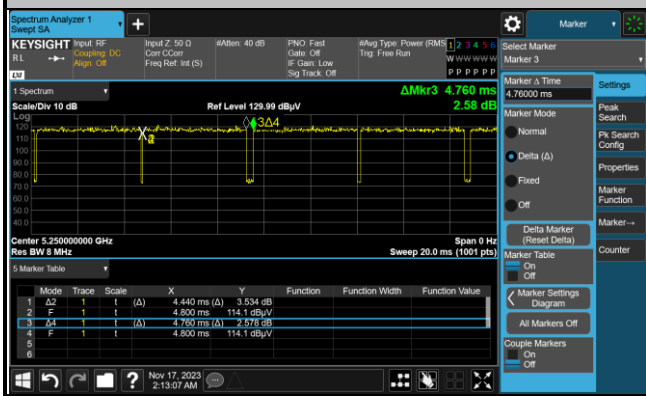 Spectrum Analyzer 1
Swept SA
+
Marker
KEYSIGHT
RL
Input: RF
Coupling: DC
Align: Off
Input Z: 50 Ω
Corr CCorr
Freq Ref: Int (S)
#Atten: 40 dB
PNO: Fast
Gate: Off
IF Gain: Low
Sig Track: Off
#Avg Type: Power (RMS
Trig: Free Run
1 2 3 4 5 6
W W W W W W
P P P P P P
LXI
Select Marker
Marker 3
1 Spectrum
Scale/Div 10 dB
Ref Level 129.99 dBµV
ΔMkr3 4.760 ms
2.58 dB
Log
120
110
100
90.0
80.0
70.0
60.0
50.0
40.0
2
3Δ4
Center 5.250000000 GHz
Res BW 8 MHz
Span 0 Hz
Sweep 20.0 ms (1001 pts)
5 Marker Table
Mode Trace Scale X Y Function Function Width Function Value
1 Δ2 1 t (Δ) 4.440 ms (Δ) 3.534 dB
2 F 1 t 4.800 ms 114.1 dBµV
3 Δ4 1 t (Δ) 4.760 ms (Δ) 2.578 dB
4 F 1 t 4.800 ms 114.1 dBµV
5
6
Marker Δ Time
4.76000 ms
Marker Mode
Normal
Delta (Δ)
Fixed
Off
Delta Marker
(Reset Delta)
Marker Table
On
Off
Marker Settings
Diagram
All Markers Off
Couple Markers
On
Off
Settings
Peak
Search
Pk Search
Config
Properties
Marker
Function
Marker→
Counter
?
Nov 17, 2023
2:13:07 AM